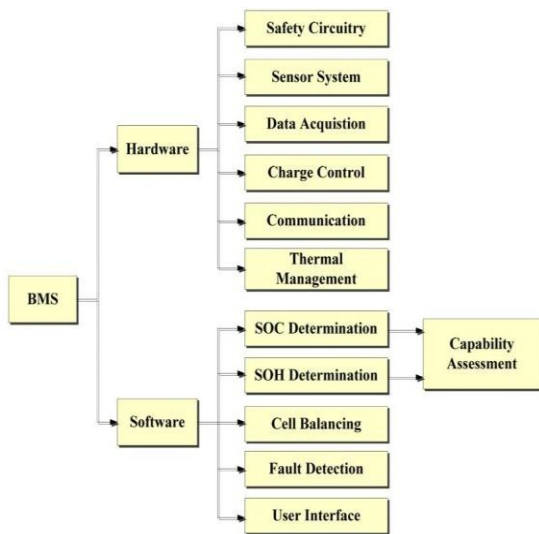 Safety Circuitry
Sensor System
Data Acquistion
Hardware
Charge Control
Communication
Thermal
Management
BMS
SOC Determination
Capability
Assessment
SOH Determination
Software
Cell Balancing
Fault Detection
User Interface